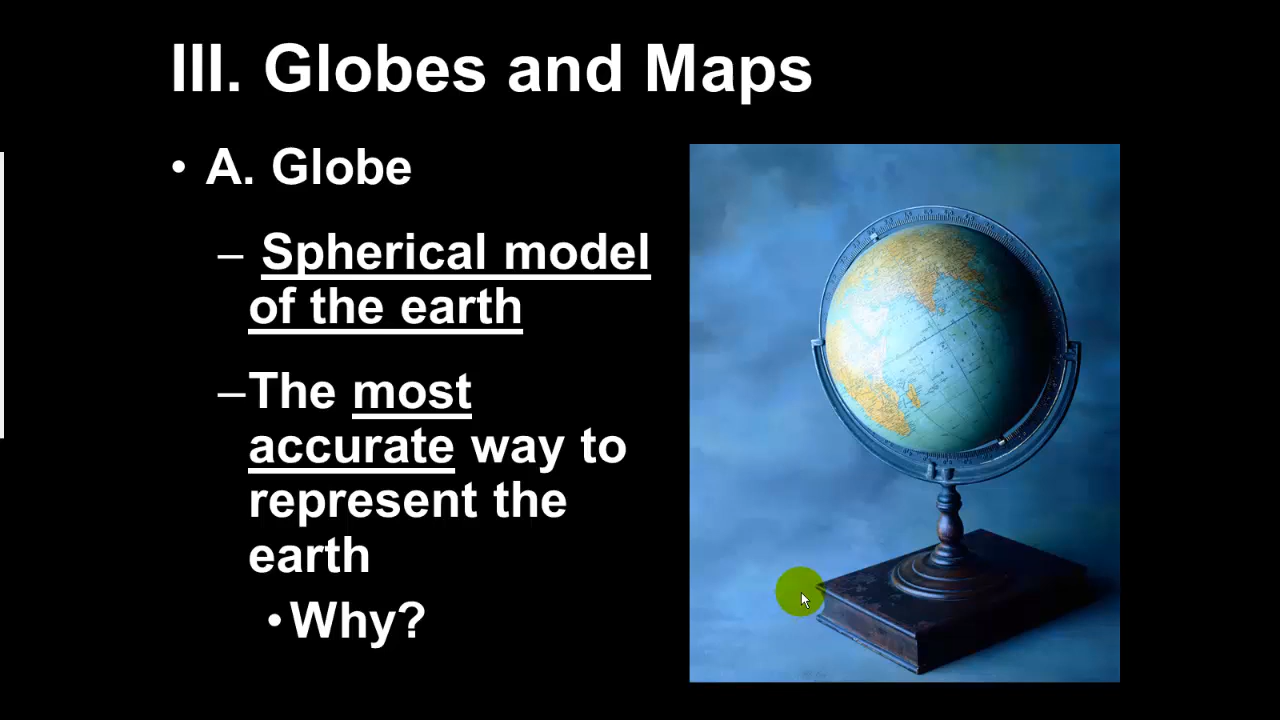 III. Globes and Maps
• A. Globe
– Spherical model
of the earth
–The most
accurate way to
represent the
earth
•Why?